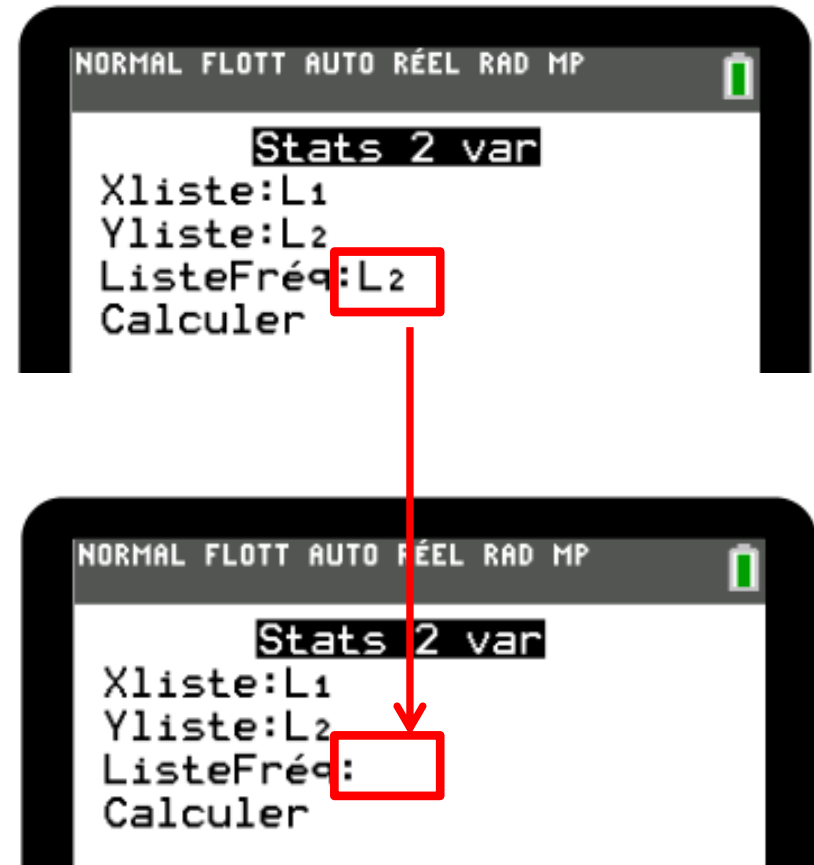 NORMAL FLOTT AUTO RÉEL RAD MP
Stats 2 var
Xliste:L₁
Yliste:L₂
ListeFréq:L₂
Calculer
NORMAL FLOTT AUTO RÉEL RAD MP
Stats 2 var
Xliste:L₁
Yliste:L₂
ListeFréq:
Calculer